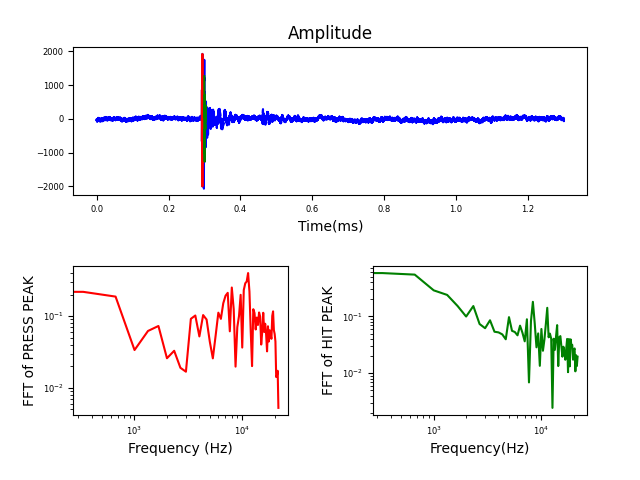 Amplitude
2000
1000
0
−1000
−2000
0.0 0.2 0.4 0.6 0.8 1.0 1.2
Time(ms)
FFT of PRESS PEAK
10⁻¹
10⁻²
10³ 10⁴
Frequency (Hz)
FFT of HIT PEAK
10⁻¹
10⁻²
10³ 10⁴
Frequency(Hz)